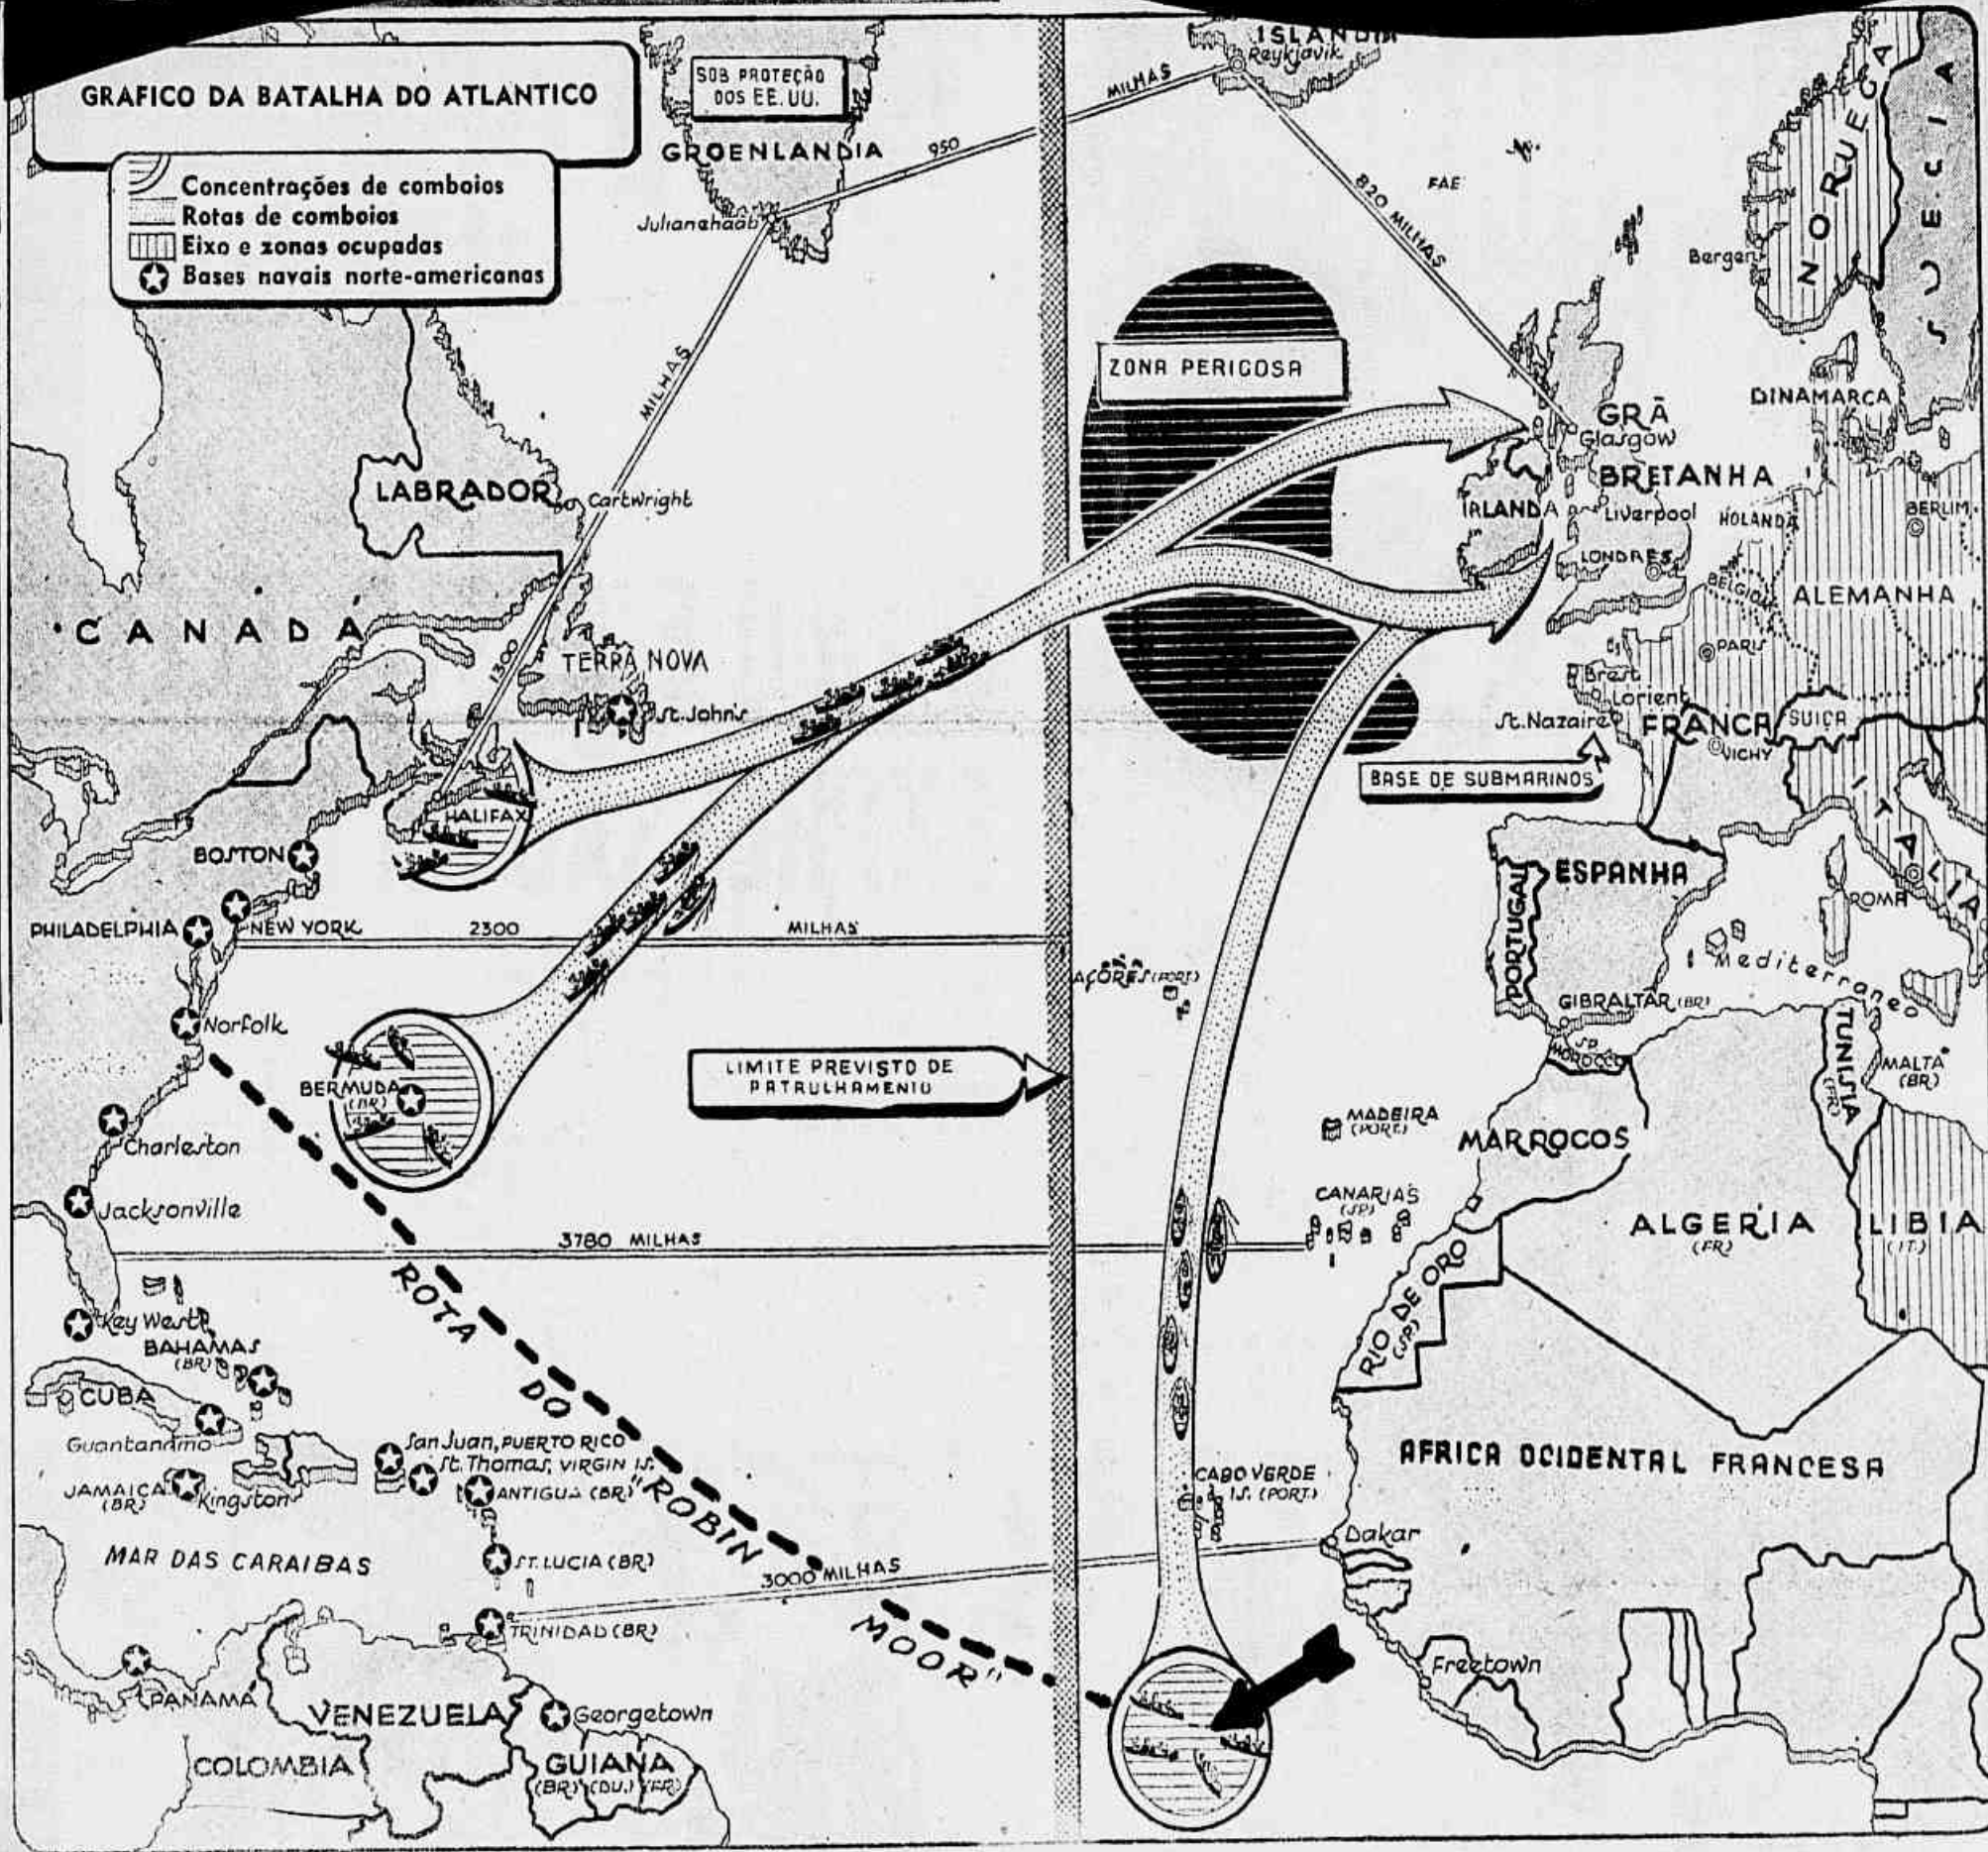 GRAFICO DA BATALHA DO ATLANTICO
Concentrações de comboios
Rotas de comboios
Eixo e zonas ocupadas
Bases navais norte-americanas
SOB PROTEÇÃO
DOS EE. UU.
GROENLANDIA
Julianehaab
950
MILHAS
ISLANDIA
Reykjavik
820 MILHAS
FAE
NORUEGA
SUECIA
Bergen
DINAMARCA
ZONA PERIGOSA
GRÃ
Glasgow
BRETANHA
IRLANDA
Liverpool
LONDRES
HOLANDA
BERLIM
BELGIUM
ALEMANHA
PARIS
Brest
Lorient
St. Nazaire
FRANCA
SUICA
VICHY
BASE DE SUBMARINOS
ITALIA
ROMA
ESPANHA
PORTUGAL
Mediterraneo
GIBRALTAR (BR)
SP.
MOROCCO
TUNISIA
(FR)
MALTA
(BR)
MILHAS
1300
LABRADOR
Cartwright
CANADÁ
TERRA NOVA
St. John's
HALIFAX
BOSTON
PHILADELPHIA
NEW YORK
2300
MILHAS
Norfolk
BERMUDA
(BR)
Charleston
Jacksonville
AÇORES (PORT)
LIMITE PREVISTO DE
PATRULHAMENTO
MADEIRA
(PORT.)
MARROCOS
CANARIAS
(SP.)
3780 MILHAS
ALGERIA
(FR)
LIBIA
(IT.)
RIO DE ORO
(SP.)
Key West
BAHAMAS
(BR)
CUBA
Guantanamo
JAMAICA
(BR)
Kingston
San Juan, PUERTO RICO
St. Thomas, VIRGIN IS.
ANTIGUA (BR)
ROTA DO "ROBIN MOOR"
MAR DAS CARAIBAS
ST. LUCIA (BR)
3000 MILHAS
TRINIDAD (BR)
CABO VERDE
IS. (PORT.)
AFRICA OCIDENTAL FRANCESA
Dakar
Freetown
PANAMÁ
VENEZUELA
Georgetown
COLOMBIA
GUIANA
(BR) (DU.) (FR)